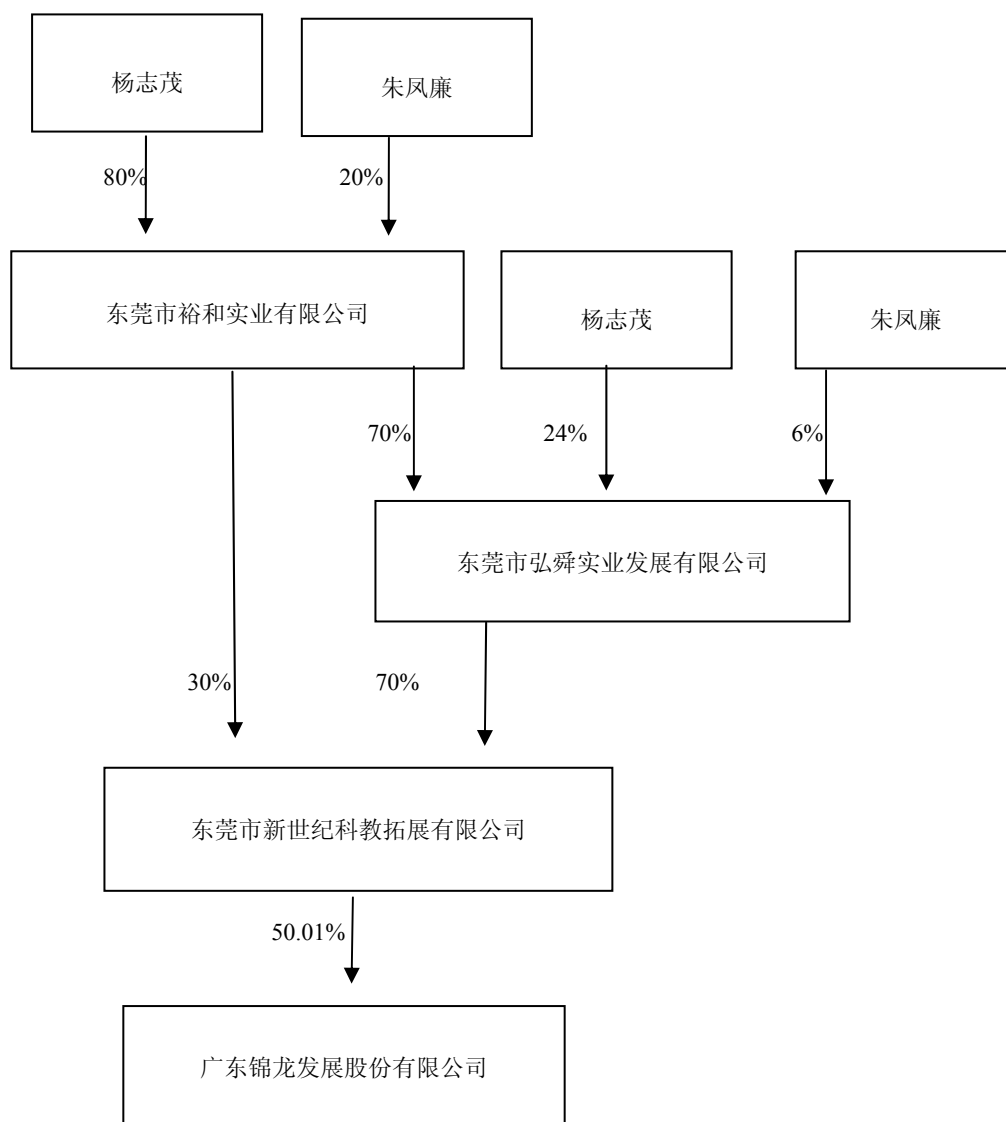 杨志茂
朱凤廉
80%
20%
东莞市裕和实业有限公司
杨志茂
朱凤廉
70%
24%
6%
东莞市弘舜实业发展有限公司
30%
70%
东莞市新世纪科教拓展有限公司
50.01%
广东锦龙发展股份有限公司